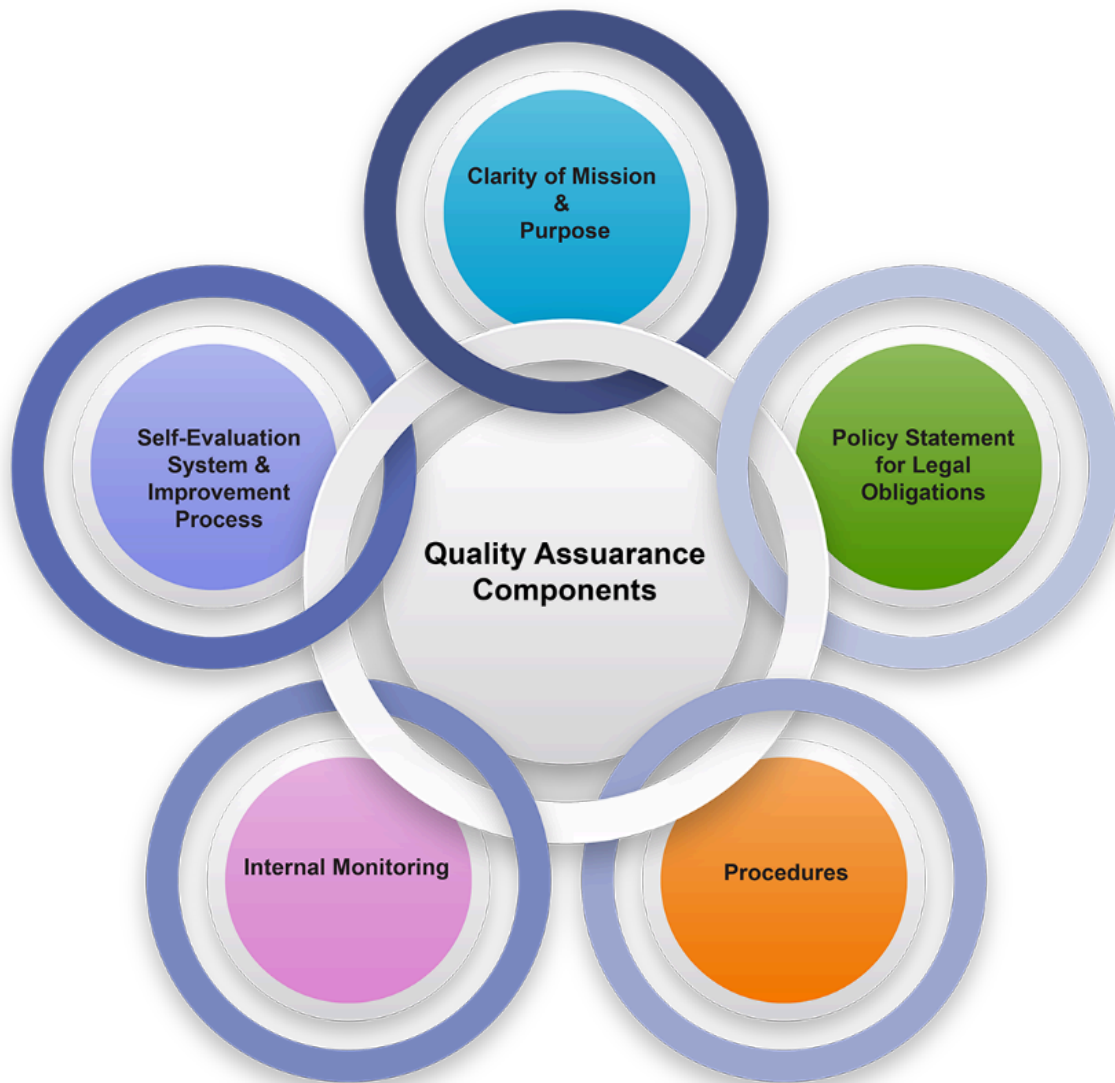 Clarity of Mission
&
Purpose
Policy Statement
for Legal
Obligations
Procedures
Internal Monitoring
Self-Evaluation
System &
Improvement
Process
Quality Assuarance
Components